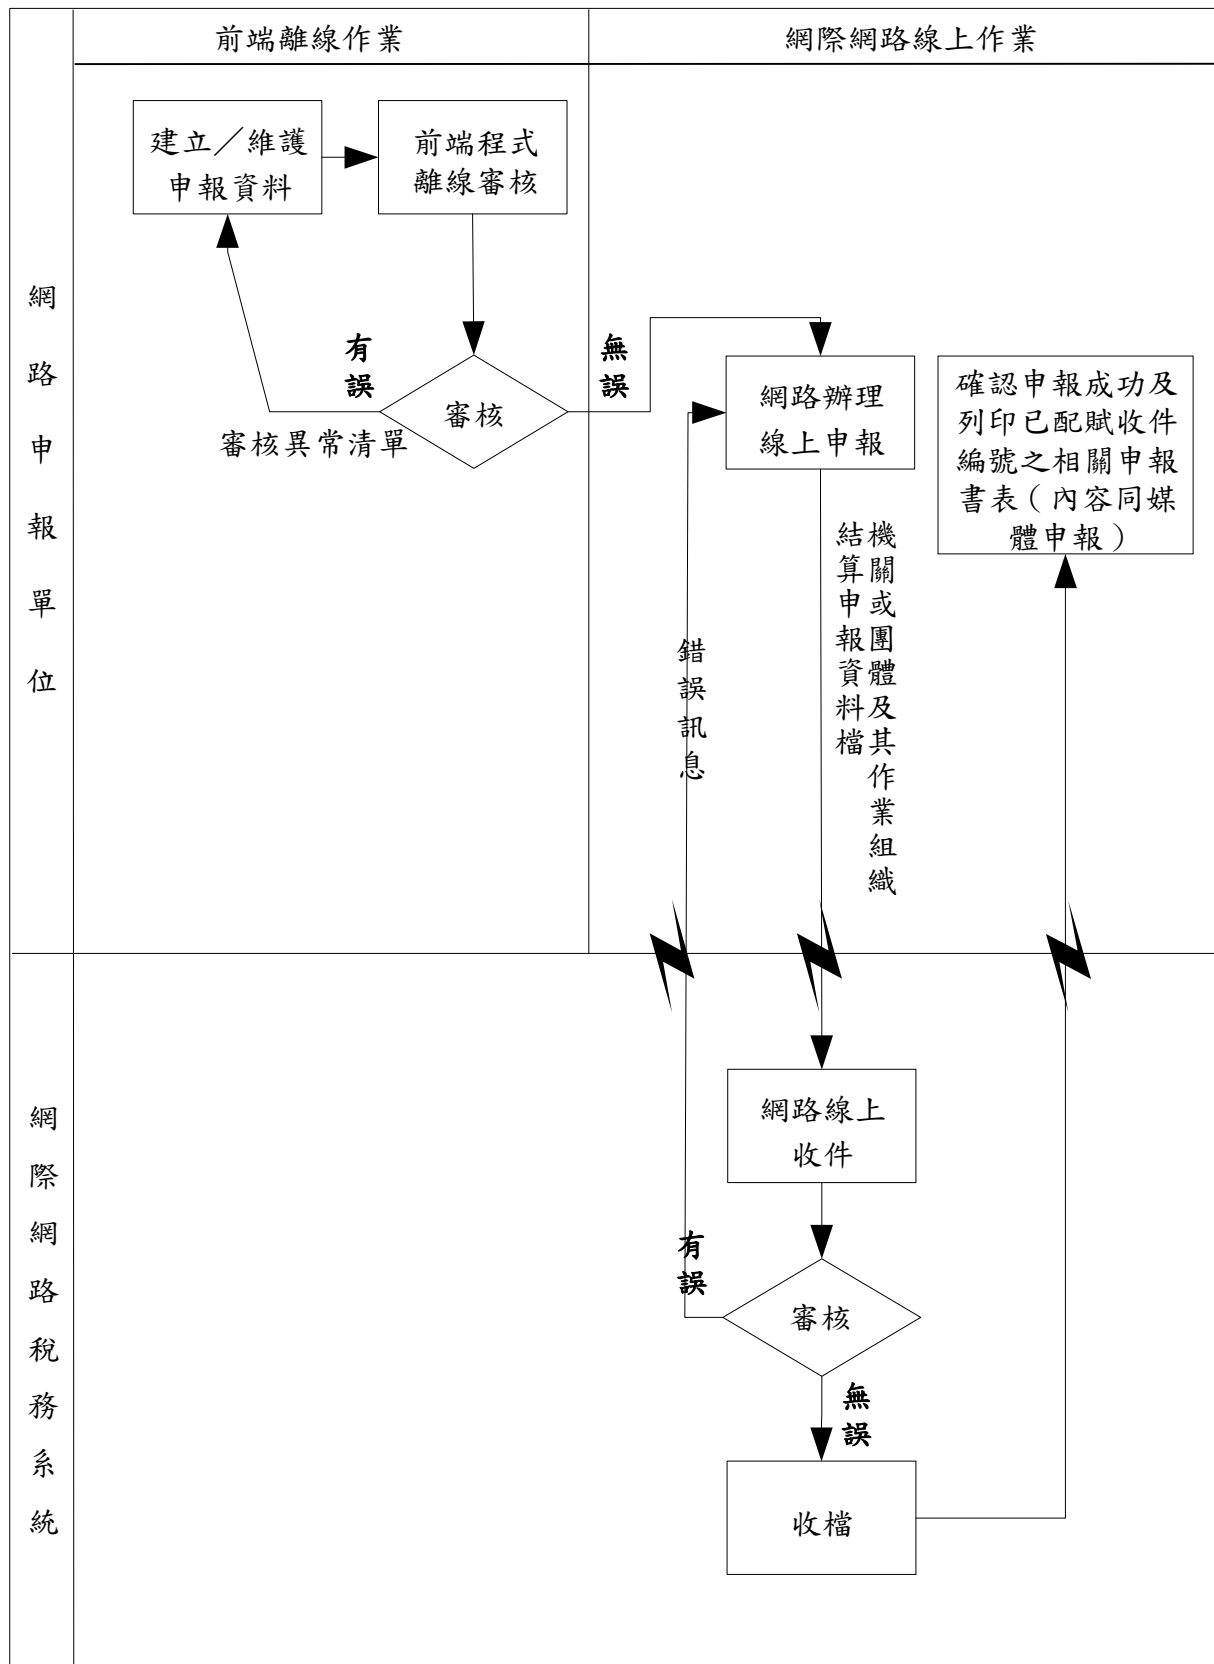 前端離線作業
網際網路線上作業
網路申報單位
建立／維護
申報資料
前端程式
離線審核
有誤
無誤
審核
審核異常清單
網路辦理
線上申報
確認申報成功及
列印已配賦收件
編號之相關申報
書表（內容同媒
體申報）
機關或團體及其作業組織
結算申報資料檔
錯誤訊息
網際網路稅務系統
網路線上
收件
有誤
審核
無誤
收檔